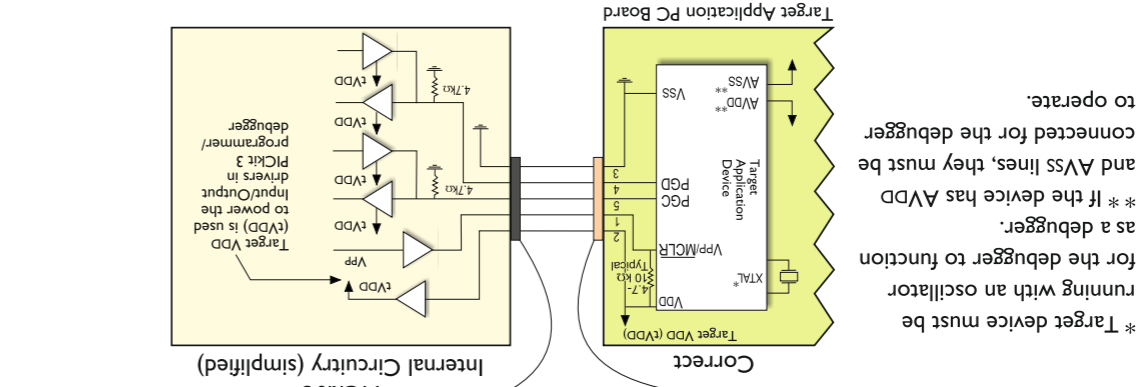 * Target device must be
running with an oscillator
for the debugger to function
as a debugger.
** If the device has AVDD
and AVSS lines, they must be
connected for the debugger
to operate.
Correct
Target VDD (tVDD)
VDD
4.7-
10 kΩ
Typical
XTAL*
VPP/MCLR
Target
Application
Device
PGC
PGD
VSS
AVDD**
AVSS**
2
1
5
4
3
Target Application PC Board
Internal Circuitry (simplified)
tVDD
VPP
Target VDD
(tVDD) is used
to power the
Input/Output
drivers in
PICkit 3
programmer/
debugger
tVDD
4.7kΩ
tVDD
tVDD
4.7kΩ
tVDD